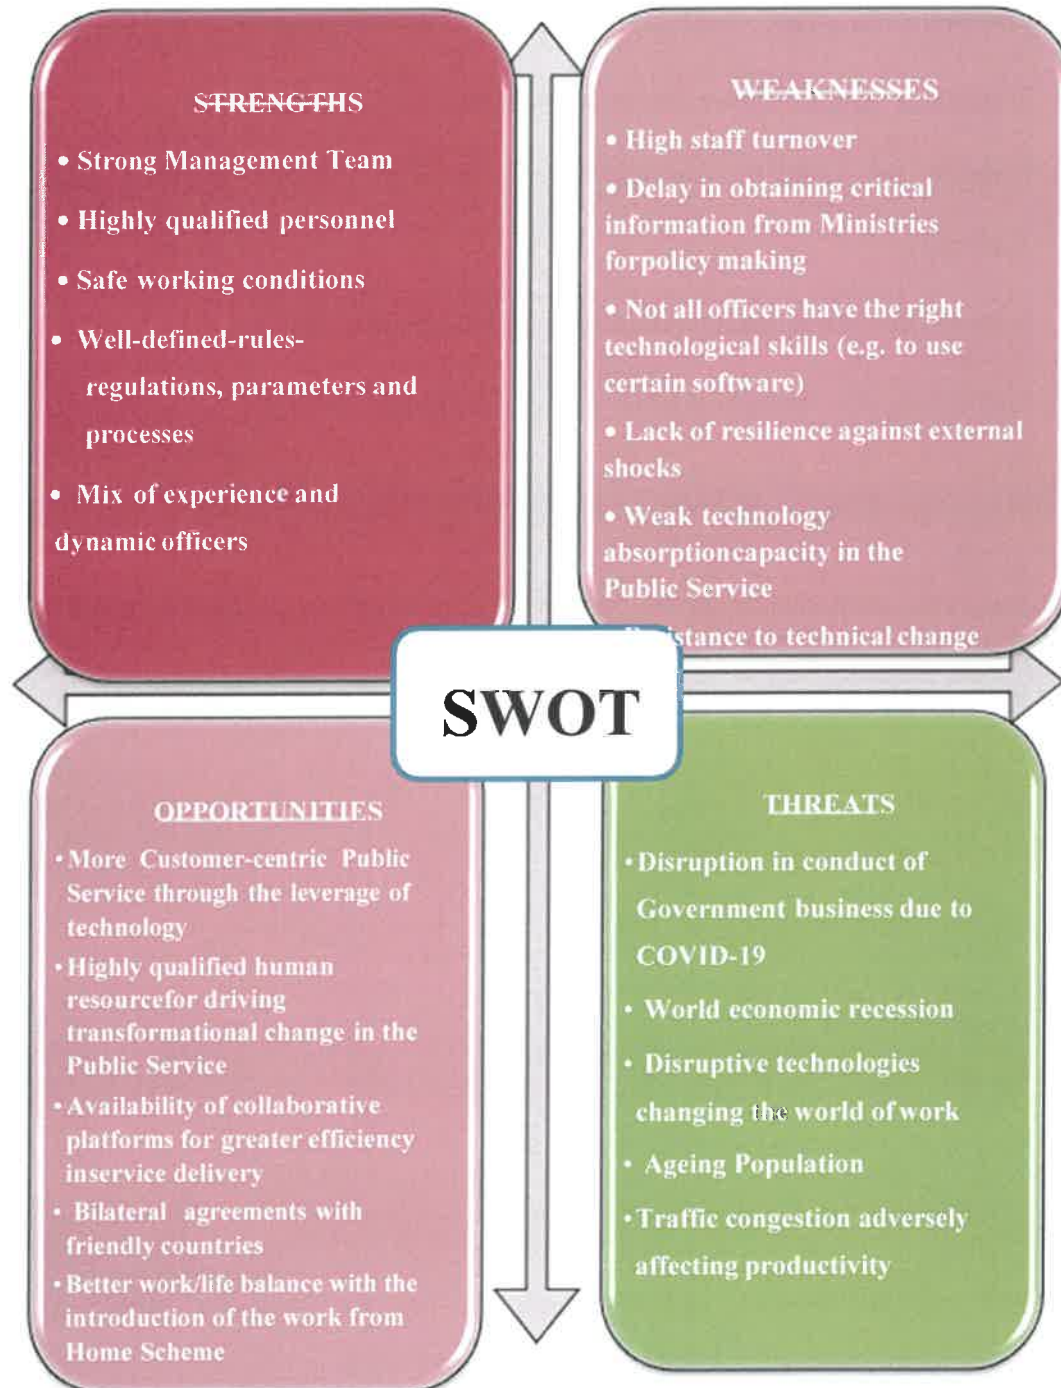 STRENGTHS
• Strong Management Team
• Highly qualified personnel
• Safe working conditions
• Well-defined-rules-
regulations, parameters and
processes
• Mix of experience and
dynamic officers
WEAKNESSES
• High staff turnover
• Delay in obtaining critical
information from Ministries
forpolicy making
• Not all officers have the right
technological skills (e.g. to use
certain software)
• Lack of resilience against external
shocks
• Weak technology
absorptioncapacity in the
Public Service
to technical change
SWOT
OPPORTUNITIES
• More Customer-centric Public
Service through the leverage of
technology
• Highly qualified human
resourcefor driving
transformational change in the
Public Service
• Availability of collaborative
platforms for greater efficiency
inservice delivery
• Bilateral agreements with
friendly countries
• Better work/life balance with the
introduction of the work from
Home Scheme
THREATS
• Disruption in conduct of
Government business due to
COVID-19
• World economic recession
• Disruptive technologies
changing the world of work
• Ageing Population
• Traffic congestion adversely
affecting productivity